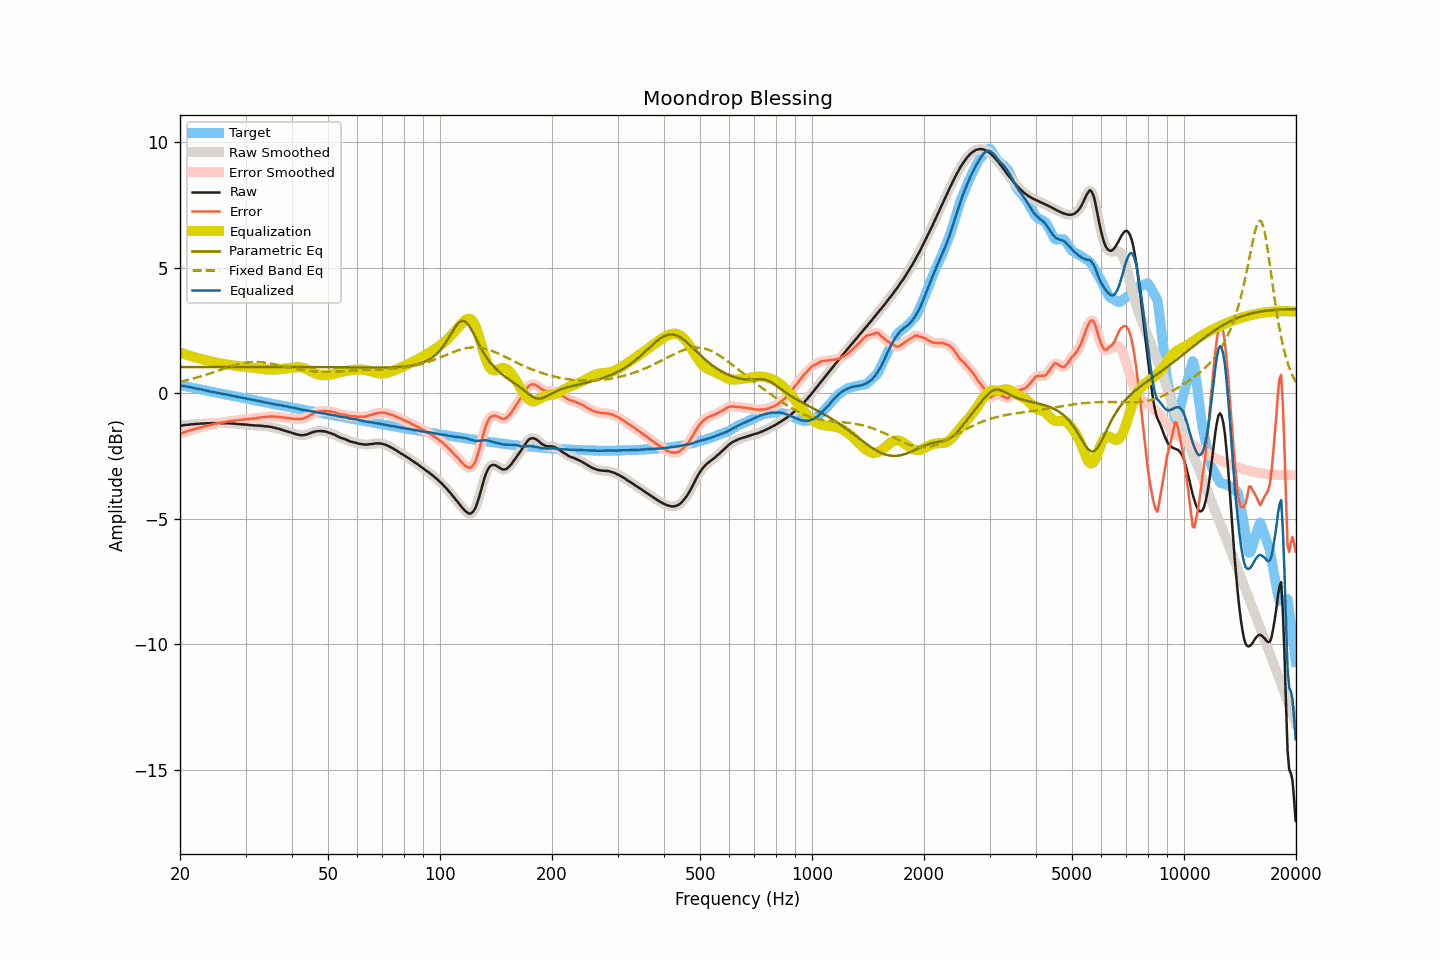 Moondrop Blessing
Target
Raw Smoothed
Error Smoothed
Raw
Error
Equalization
Parametric Eq
Fixed Band Eq
Equalized
10
5
0
−5
−10
−15
Amplitude (dBr)
20 50 100 200 500 1000 2000 5000 10000 20000
Frequency (Hz)